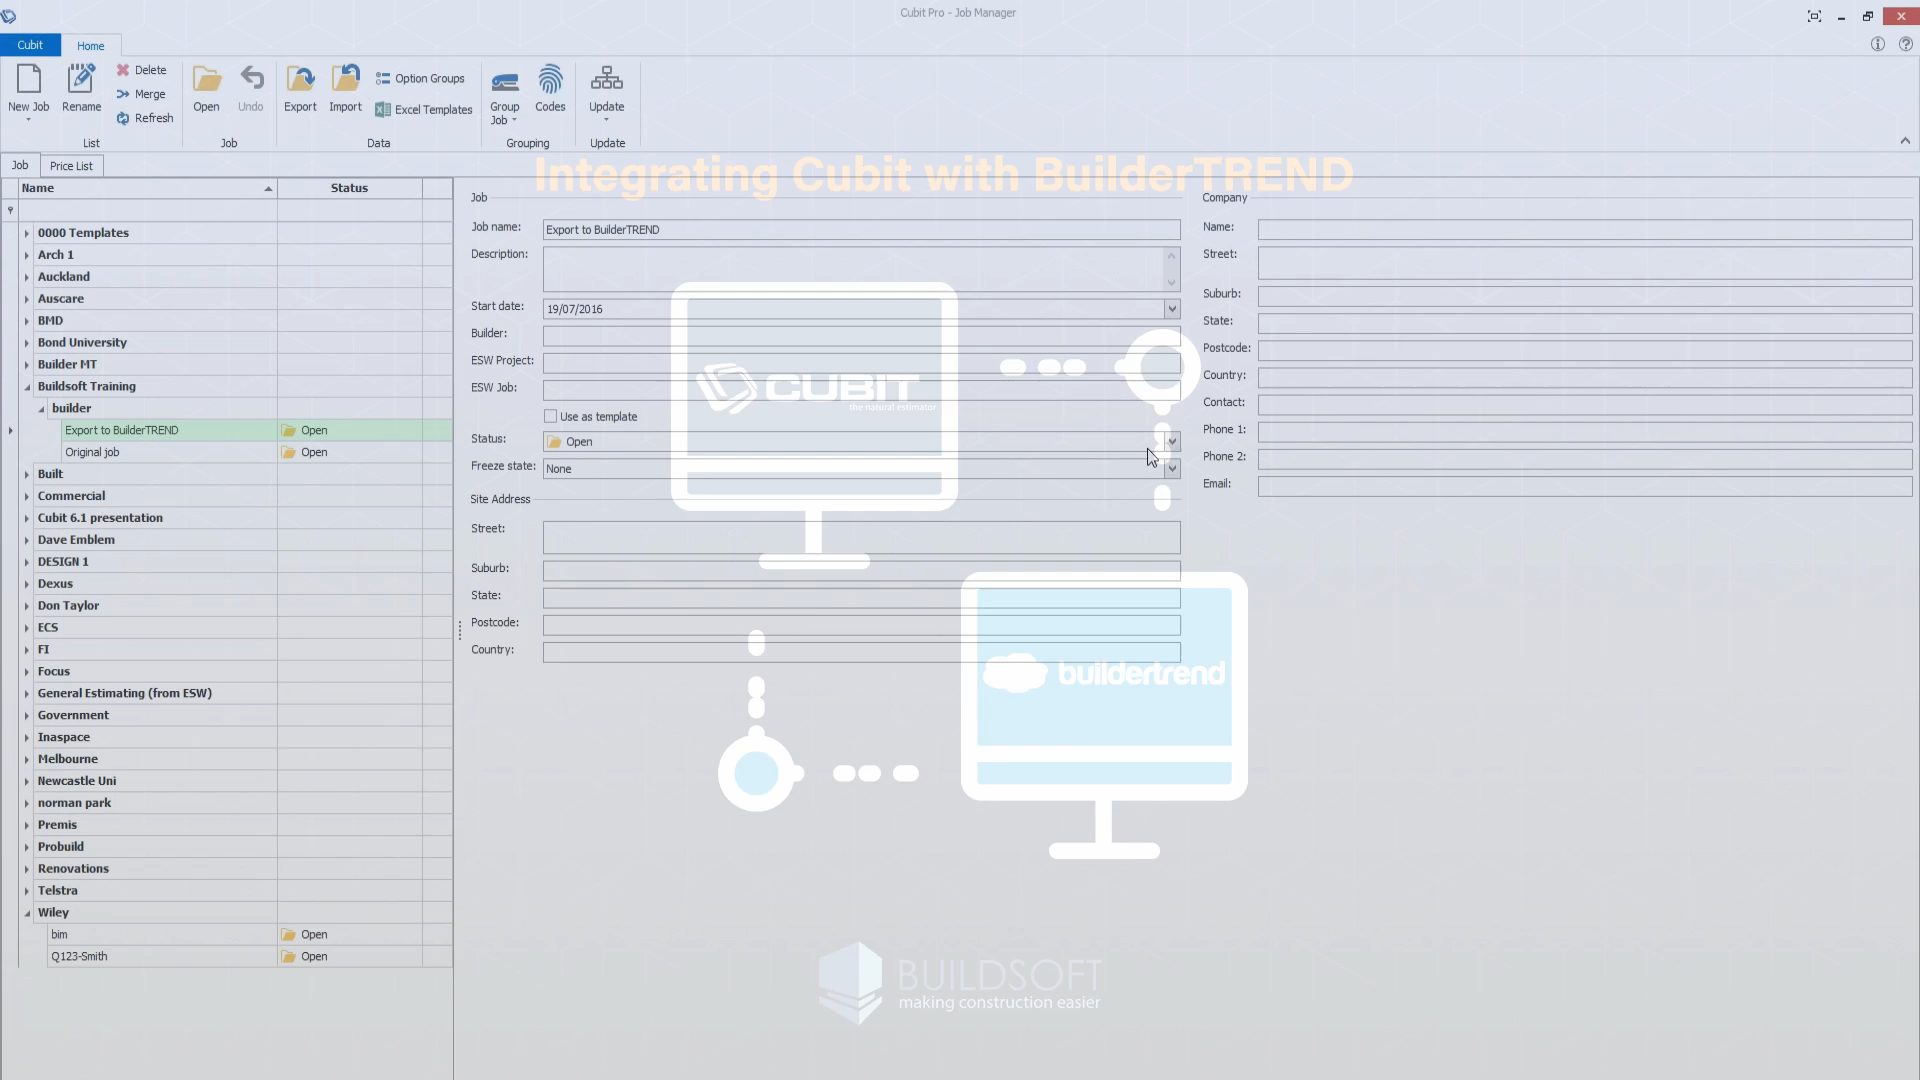 Cubit Pro - Job Manager
Cubit
Home
New Job
Rename
Delete
Merge
Refresh
List
Open
Undo
Job
Export
Import
Option Groups
Excel Templates
Data
Group
Job
Codes
Grouping
Update
Update
Job
Price List
Integrating Cubit with BuilderTREND
Name
Status
0000 Templates
Arch 1
Auckland
Auscare
BMD
Bond University
Builder MT
Buildsoft Training
builder
Export to BuilderTREND Open
Original job Open
Built
Commercial
Cubit 6.1 presentation
Dave Emblem
DESIGN 1
Dexus
Don Taylor
ECS
FI
Focus
General Estimating (from ESW)
Government
Inaspace
Melbourne
Newcastle Uni
norman park
Premis
Probuild
Renovations
Telstra
Wiley
bim Open
Q123-Smith Open
Job
Job name: Export to BuilderTREND
Description:
Start date: 19/07/2016
Builder:
ESW Project:
ESW Job:
Use as template
Status: Open
Freeze state: None
Site Address
Street:
Suburb:
State:
Postcode:
Country:
Company
Name:
Street:
Suburb:
State:
Postcode:
Country:
Contact:
Phone 1:
Phone 2:
Email:
CUBIT
the natural estimator
buildertrend
BUILDSOFT
making construction easier